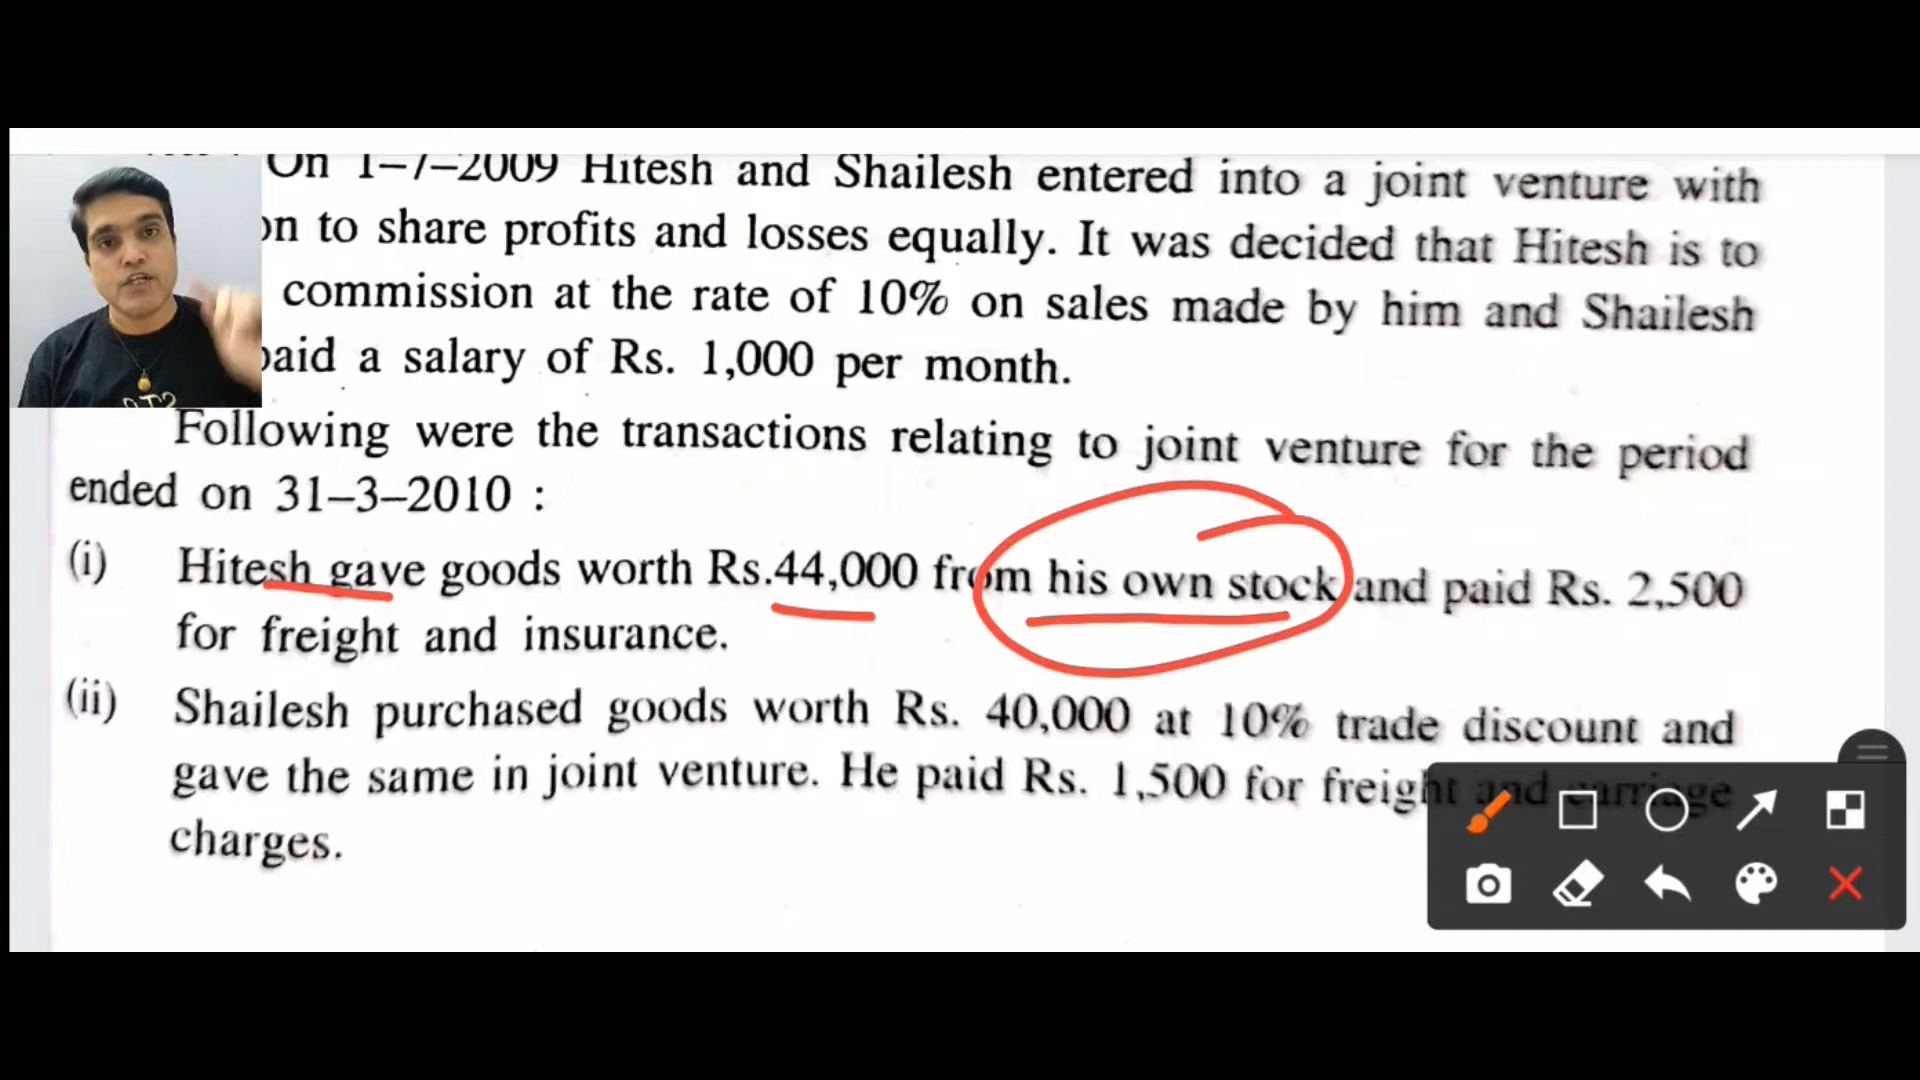 On 1–7–2009 Hitesh and Shailesh entered into a joint venture with
to share profits and losses equally. It was decided that Hitesh is to
commission at the rate of 10% on sales made by him and Shailesh
a salary of Rs. 1,000 per month.
Following were the transactions relating to joint venture for the period
ended on 31–3–2010 :
(i) Hitesh gave goods worth Rs.44,000 from his own stock and paid Rs. 2,500
for freight and insurance.
(ii) Shailesh purchased goods worth Rs. 40,000 at 10% trade discount and
gave the same in joint venture. He paid Rs. 1,500 for freight and carriage
charges.